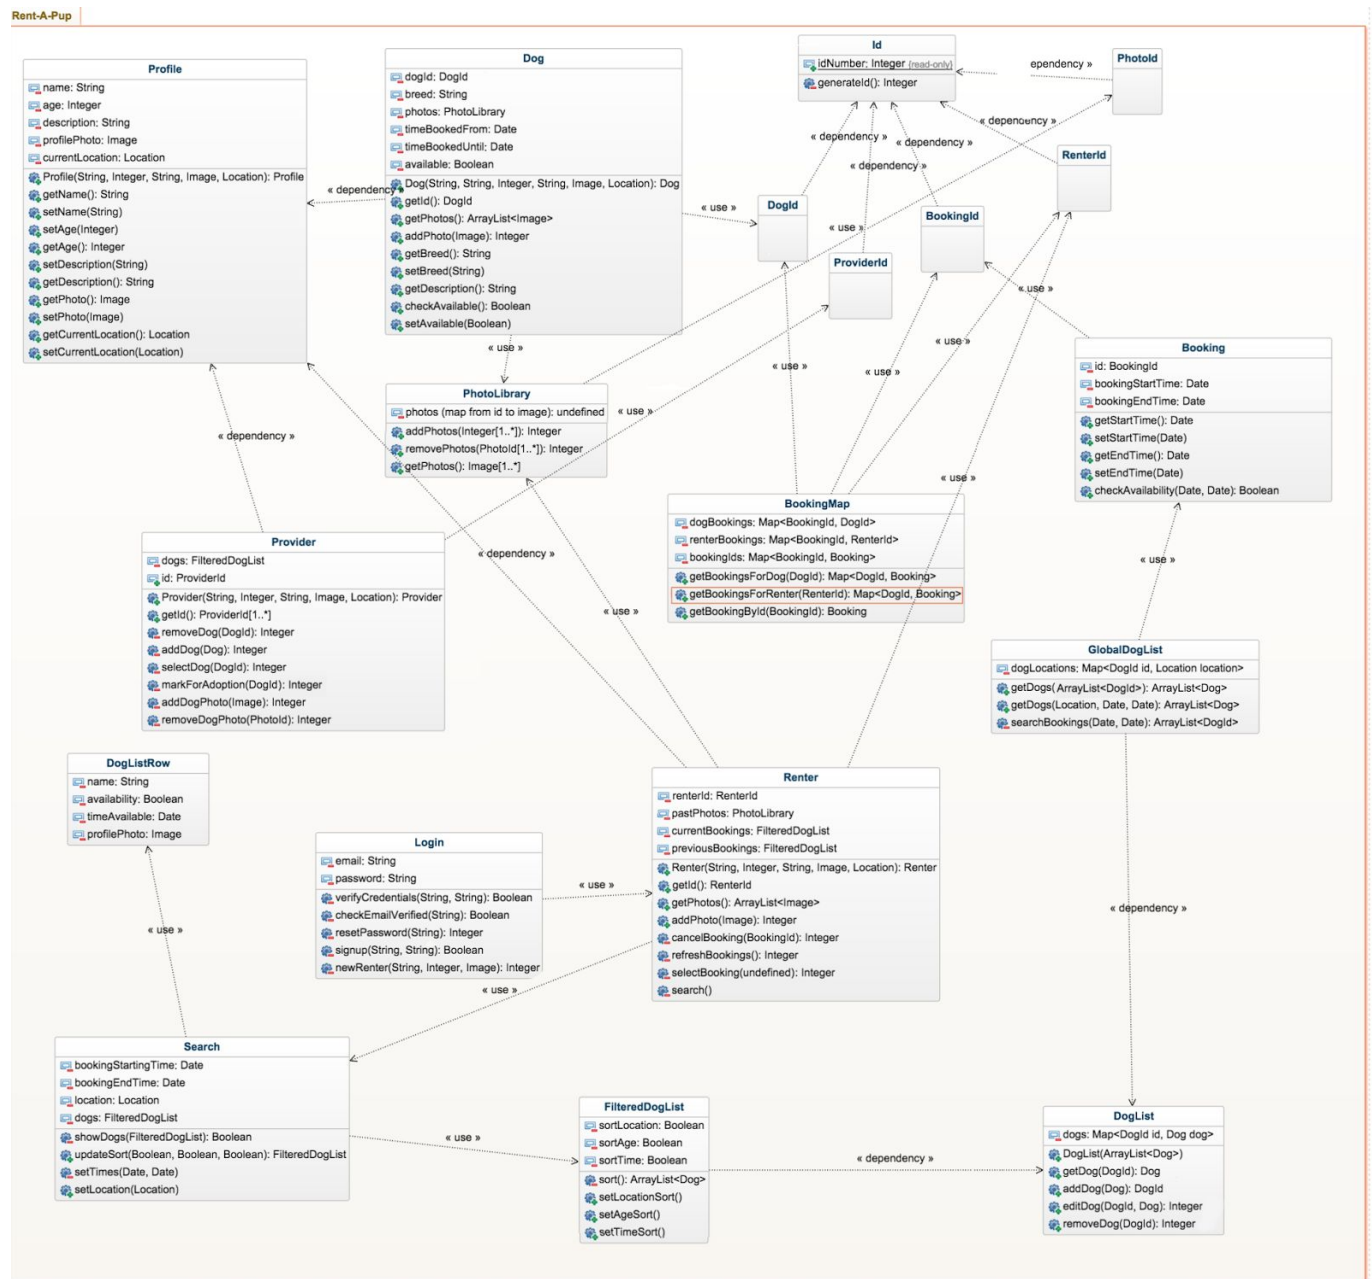 Rent-A-Pup
Profile
name: String
age: Integer
description: String
profilePhoto: Image
currentLocation: Location
Profile(String, Integer, String, Image, Location): Profile
getName(): String
setName(String)
setAge(Integer)
getAge(): Integer
setDescription(String)
getDescription(): String
getPhoto(): Image
setPhoto(Image)
getCurrentLocation(): Location
setCurrentLocation(Location)
« dependency »
Dog
dogId: DogId
breed: String
photos: PhotoLibrary
timeBookedFrom: Date
timeBookedUntil: Date
available: Boolean
Dog(String, String, Integer, String, Image, Location): Dog
getId(): DogId
getPhotos(): ArrayList<Image>
addPhoto(Image): Integer
getBreed(): String
setBreed(String)
getDescription(): String
checkAvailable(): Boolean
setAvailable(Boolean)
« use »
« use »
Id
idNumber: Integer {read-only}
generateId(): Integer
ependency »
PhotoId
« dependency »
« dependency »
« dependency »
« dependency »
RenterId
DogId
BookingId
ProviderId
« use »
« use »
« use »
« use »
« use »
« use »
Booking
id: BookingId
bookingStartTime: Date
bookingEndTime: Date
getStartTime(): Date
setStartTime(Date)
getEndTime(): Date
setEndTime(Date)
checkAvailability(Date, Date): Boolean
PhotoLibrary
photos (map from id to image): undefined
addPhotos(Integer[1..*]): Integer
removePhotos(PhotoId[1..*]): Integer
getPhotos(): Image[1..*]
« use »
« dependency »
« use »
BookingMap
dogBookings: Map<BookingId, DogId>
renterBookings: Map<BookingId, RenterId>
bookingIds: Map<BookingId, Booking>
getBookingsForDog(DogId): Map<DogId, Booking>
getBookingsForRenter(RenterId): Map<DogId, Booking>
getBookingById(BookingId): Booking
Provider
dogs: FilteredDogList
id: ProviderId
Provider(String, Integer, String, Image, Location): Provider
getId(): ProviderId[1..*]
removeDog(DogId): Integer
addDog(Dog): Integer
selectDog(DogId): Integer
markForAdoption(DogId): Integer
addDogPhoto(Image): Integer
removeDogPhoto(PhotoId): Integer
« dependency »
« use »
« use »
GlobalDogList
dogLocations: Map<DogId id, Location location>
getDogs( ArrayList<DogId>): ArrayList<Dog>
getDogs(Location, Date, Date): ArrayList<Dog>
searchBookings(Date, Date): ArrayList<DogId>
DogListRow
name: String
availability: Boolean
timeAvailable: Date
profilePhoto: Image
Login
email: String
password: String
verifyCredentials(String, String): Boolean
checkEmailVerified(String): Boolean
resetPassword(String): Integer
signup(String, String): Boolean
newRenter(String, Integer, Image): Integer
« use »
Renter
renterId: RenterId
pastPhotos: PhotoLibrary
currentBookings: FilteredDogList
previousBookings: FilteredDogList
Renter(String, Integer, String, Image, Location): Renter
getId(): RenterId
getPhotos(): ArrayList<Image>
addPhoto(Image): Integer
cancelBooking(BookingId): Integer
refreshBookings(): Integer
selectBooking(undefined): Integer
search()
« dependency »
« use »
« use »
Search
bookingStartingTime: Date
bookingEndTime: Date
location: Location
dogs: FilteredDogList
showDogs(FilteredDogList): Boolean
updateSort(Boolean, Boolean, Boolean): FilteredDogList
setTimes(Date, Date)
setLocation(Location)
« use »
FilteredDogList
sortLocation: Boolean
sortAge: Boolean
sortTime: Boolean
sort(): ArrayList<Dog>
setLocationSort()
setAgeSort()
setTimeSort()
« dependency »
DogList
dogs: Map<DogId id, Dog dog>
DogList(ArrayList<Dog>)
getDog(DogId): Dog
addDog(Dog): DogId
editDog(DogId, Dog): Integer
removeDog(DogId): Integer